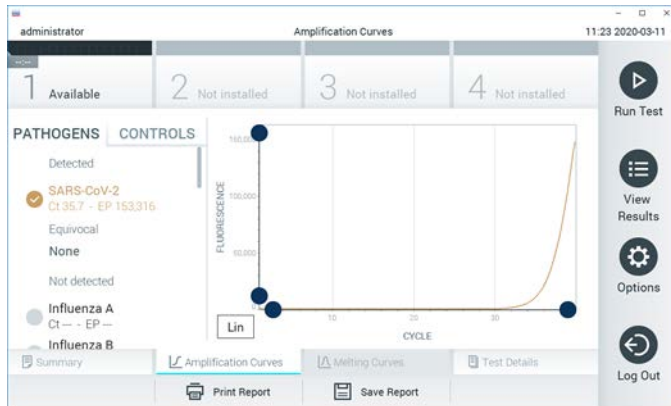 administrator
Amplification Curves
11:23 2020-03-11
1 Available
2 Not installed
3 Not installed
4 Not installed
Run Test
View
Results
Options
Log Out
PATHOGENS
CONTROLS
Detected
SARS-CoV-2
Ct 35.7 - EP 153,316
Equivocal
None
Not detected
Influenza A
Ct --- - EP ---
Influenza B
FLUORESCENCE
150,000
100,000
50,000
0
10
20
30
CYCLE
Lin
Summary
Amplification Curves
Melting Curves
Test Details
Print Report
Save Report